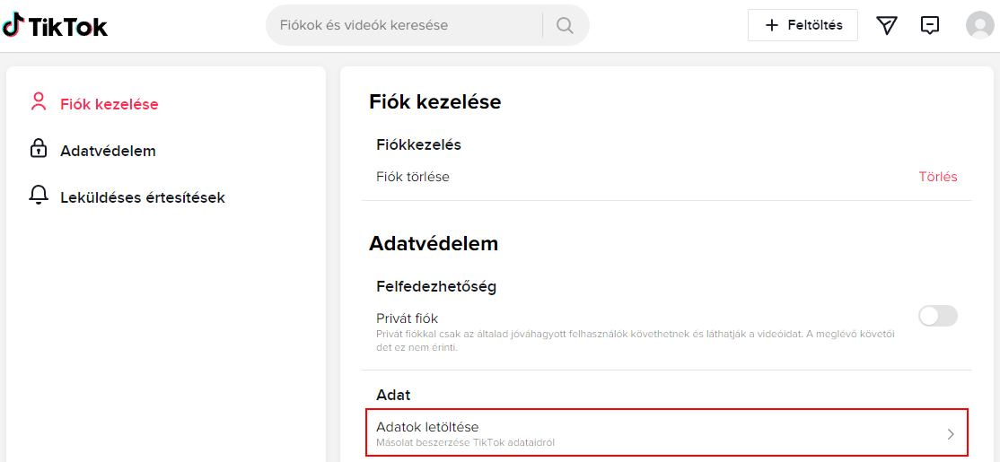 TikTok
Fiókok és videók keresése
Feltöltés
Fiók kezelése
Adatvédelem
Leküldéses értesítések
Fiók kezelése
Fiókkezelés
Fiók törlése
Törlés
Adatvédelem
Felfedezhetőség
Privát fiók
Privát fiókkal csak az általad jóváhagyott felhasználók követhetnek és láthatják a videóidat. A meglévő követői
det ez nem érinti.
Adat
Adatok letöltése
Másolat beszerzése TikTok adataidról